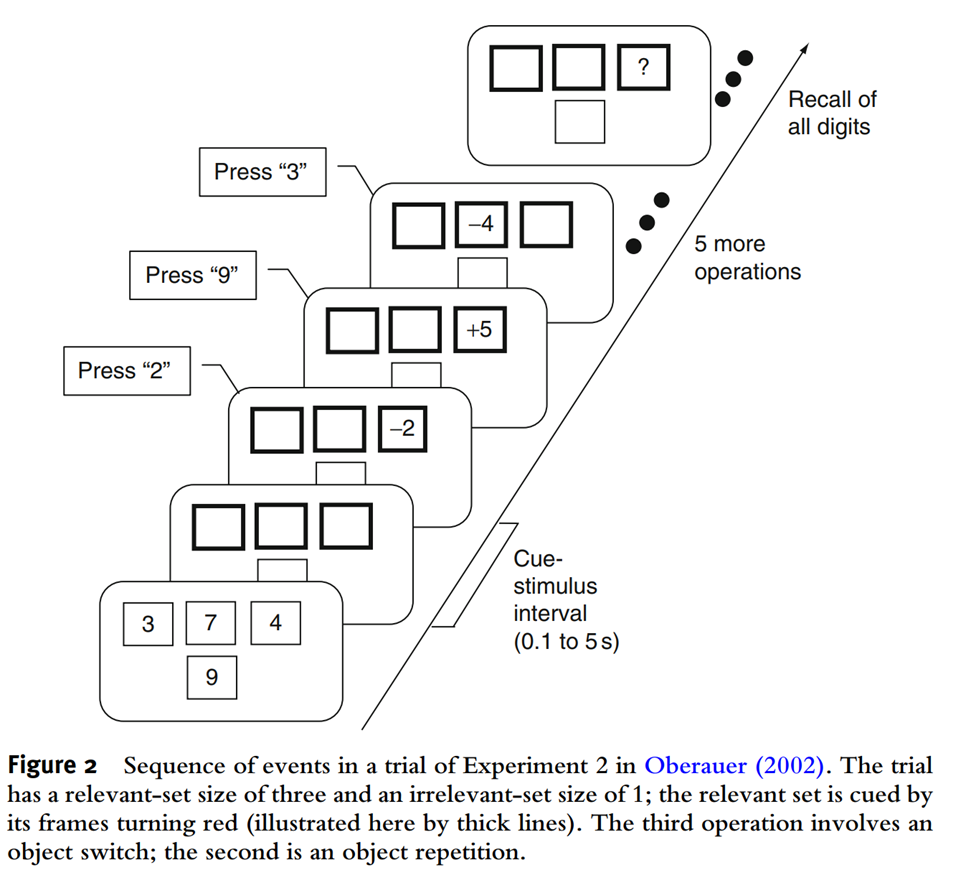 ?
Recall of
all digits
Press “3”
–4
5 more
operations
Press “9”
+5
Press “2”
–2
Cue-
stimulus
interval
(0.1 to 5 s)
3 7 4
9
Figure 2 Sequence of events in a trial of Experiment 2 in Oberauer (2002). The trial
has a relevant-set size of three and an irrelevant-set size of 1; the relevant set is cued by
its frames turning red (illustrated here by thick lines). The third operation involves an
object switch; the second is an object repetition.